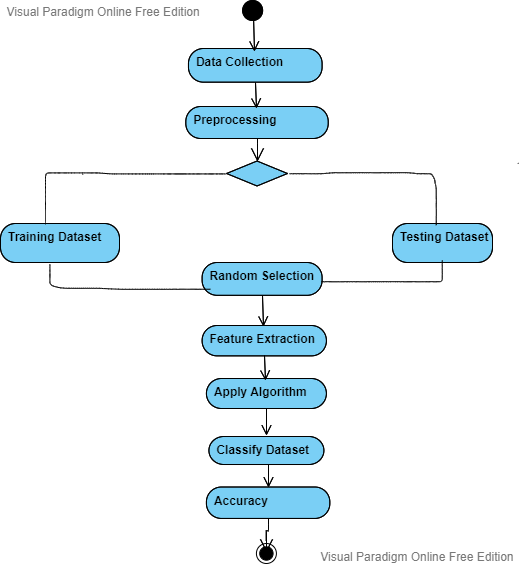 Visual Paradigm Online Free Edition
Data Collection
Preprocessing
Training Dataset
Testing Dataset
Random Selection
Feature Extraction
Apply Algorithm
Classify Dataset
Accuracy
Visual Paradigm Online Free Edition